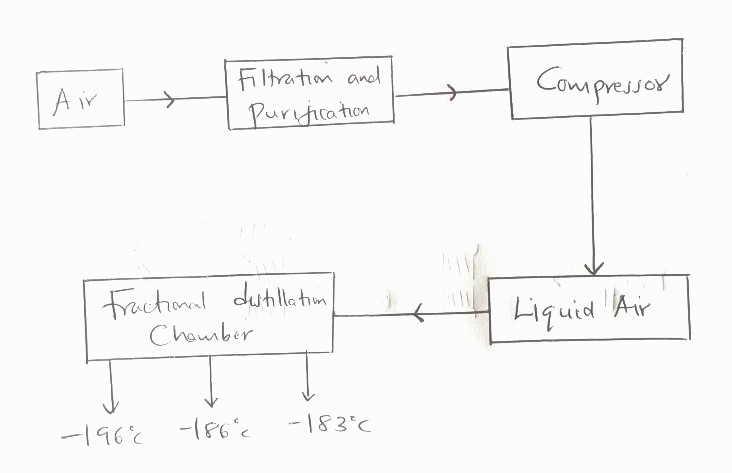 Air
Filtration and
Purification
Compressor
Liquid Air
Fractional distillation
Chamber
-196°c
-186°c
-183°c